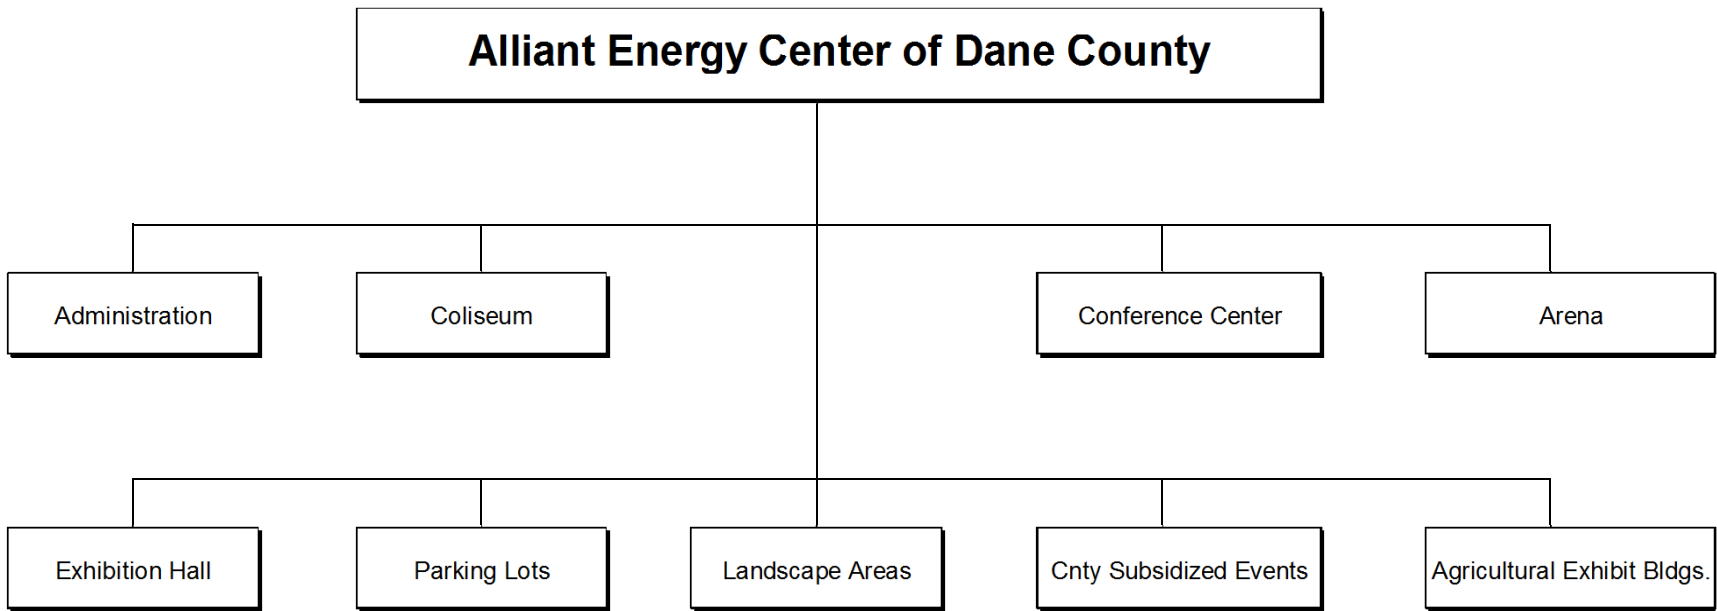 Alliant Energy Center of Dane County
Administration
Coliseum
Conference Center
Arena
Exhibition Hall
Parking Lots
Landscape Areas
Cnty Subsidized Events
Agricultural Exhibit Bldgs.